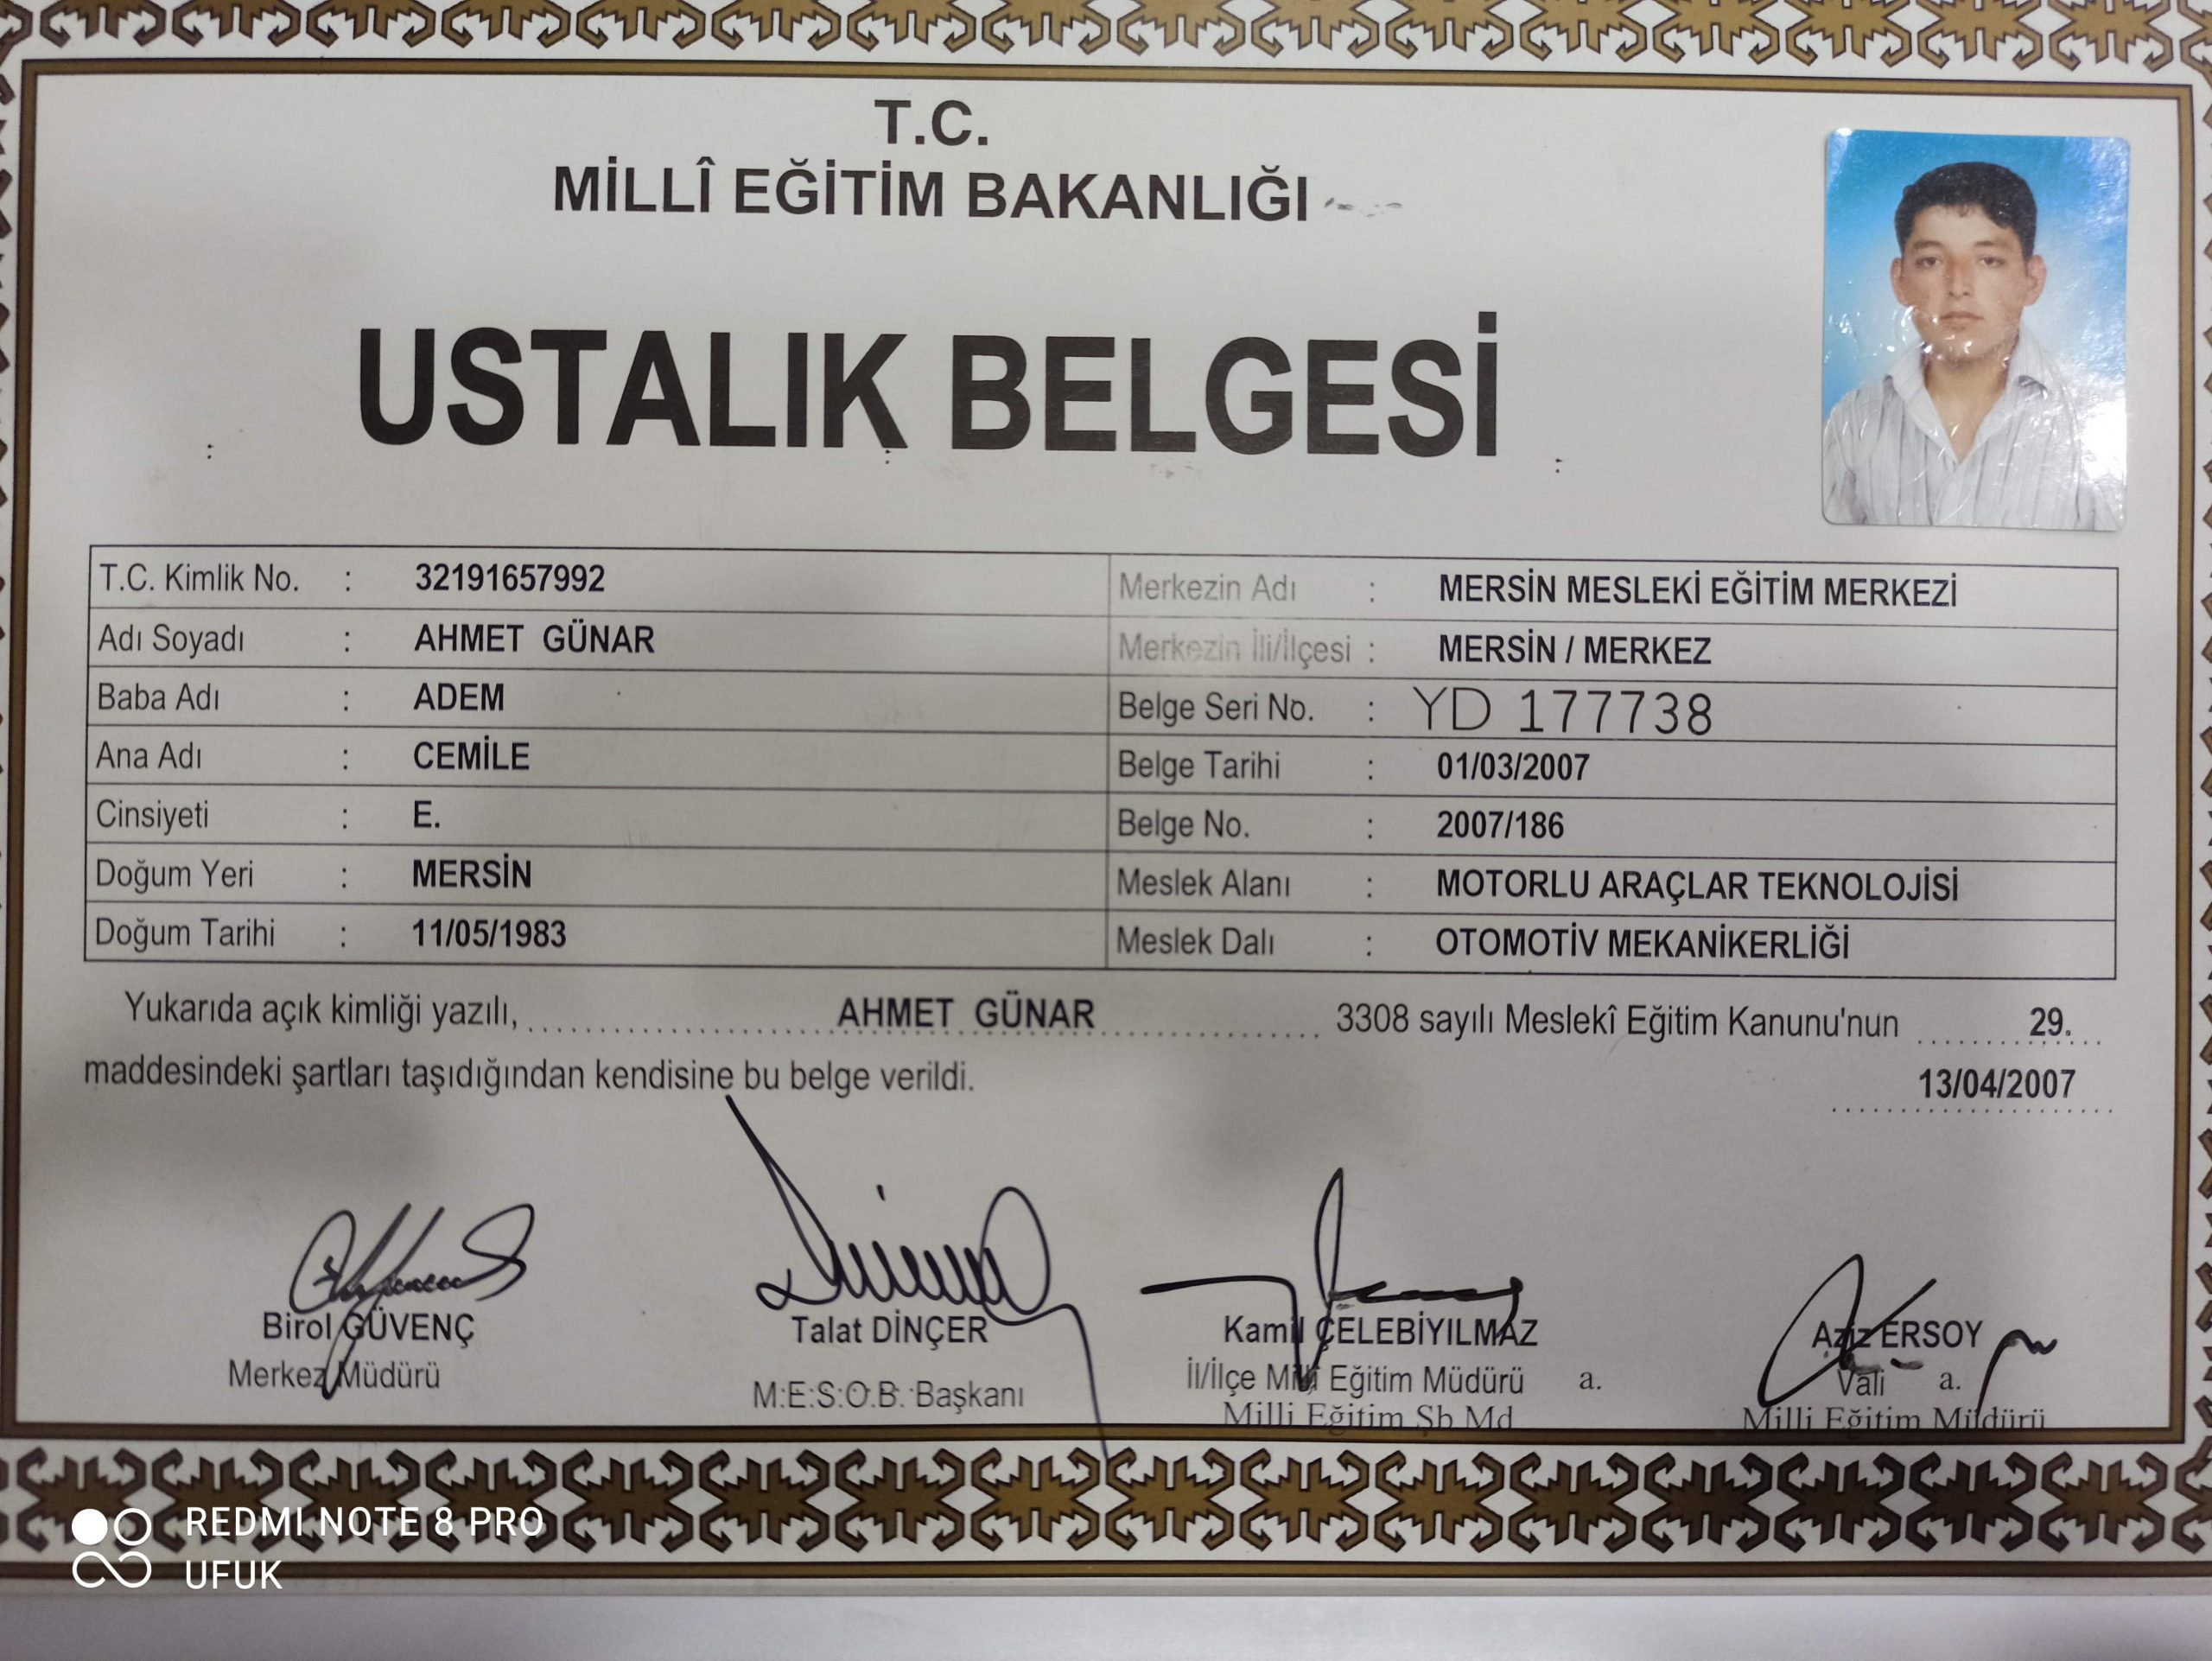 T.C.
MİLLÎ EĞİTİM BAKANLIĞI
USTALIK BELGESİ
T.C. Kimlik No. : 32191657992
Adı Soyadı : AHMET GÜNAR
Baba Adı : ADEM
Ana Adı : CEMİLE
Cinsiyeti : E.
Doğum Yeri : MERSİN
Doğum Tarihi : 11/05/1983
Merkezin Adı : MERSİN MESLEKİ EĞİTİM MERKEZİ
Merkezin İli/İlçesi : MERSİN / MERKEZ
Belge Seri No. : YD 177738
Belge Tarihi : 01/03/2007
Belge No. : 2007/186
Meslek Alanı : MOTORLU ARAÇLAR TEKNOLOJİSİ
Meslek Dalı : OTOMOTİV MEKANİKERLİĞİ
Yukarıda açık kimliği yazılı, AHMET GÜNAR 3308 sayılı Meslekî Eğitim Kanunu'nun 29.
maddesindeki şartları taşıdığından kendisine bu belge verildi.
13/04/2007
Birol GÜVENÇ
Merkez Müdürü
Talat DİNÇER
M.E.S.O.B. Başkanı
Kamil ÇELEBİYILMAZ
İl/İlçe Millî Eğitim Müdürü a.
Milli Eğitim Şb Md
Aziz ERSOY
Vali a.
Milli Eğitim Müdürü
REDMI NOTE 8 PRO
UFUK